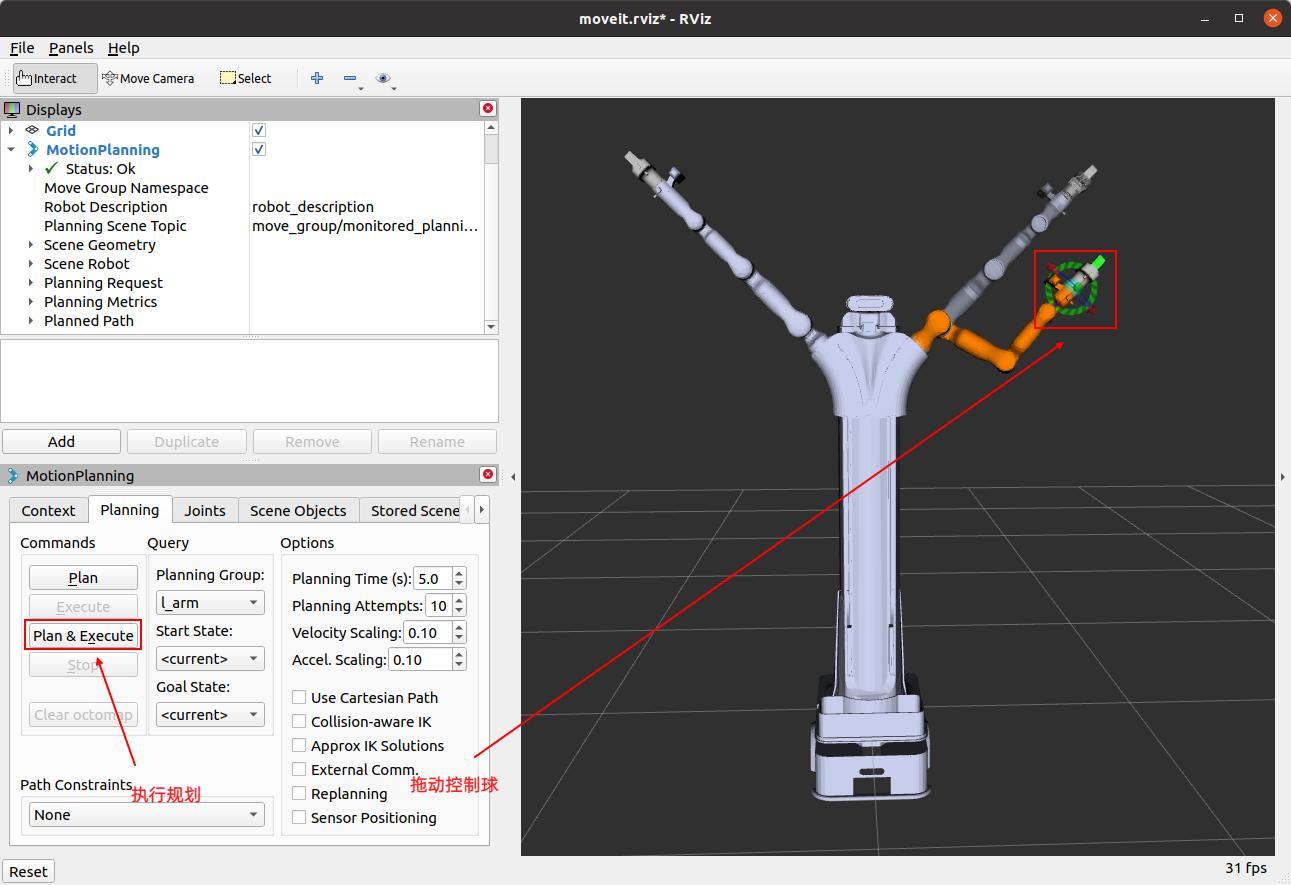 moveit.rviz* - RViz
File Panels Help
Interact Move Camera Select
Displays
Grid
MotionPlanning
Status: Ok
Move Group Namespace
Robot Description robot_description
Planning Scene Topic move_group/monitored_planni...
Scene Geometry
Scene Robot
Planning Request
Planning Metrics
Planned Path
Add Duplicate Remove Rename
MotionPlanning
Context Planning Joints Scene Objects Stored Scene
Commands Query Options
Plan
Execute
Plan & Execute
Stop
Clear octomap
Planning Group:
l_arm
Start State:
<current>
Goal State:
<current>
Planning Time (s): 5.0
Planning Attempts: 10
Velocity Scaling: 0.10
Accel. Scaling: 0.10
Use Cartesian Path
Collision-aware IK
Approx IK Solutions
External Comm.
Replanning
Sensor Positioning
Path Constraints
None
执行规划
拖动控制球
Reset
31 fps